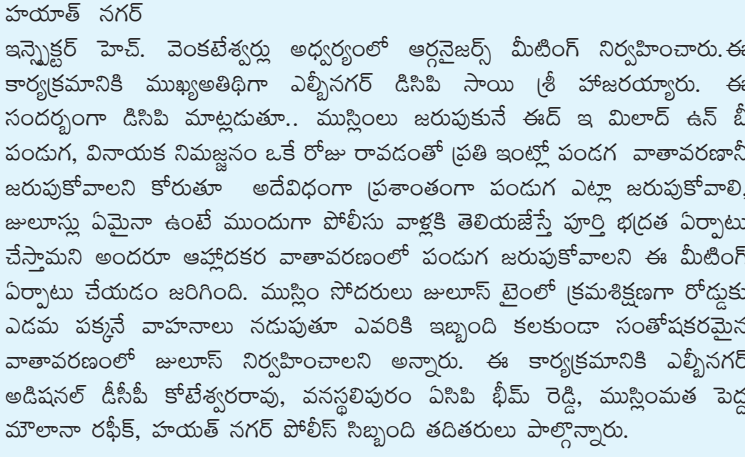 హయాత్ నగర్
ఇన్స్పెక్టర్ హెచ్. వెంకటేశ్వర్లు అధ్వర్యంలో ఆర్గనైజర్స్ మీటింగ్ నిర్వహించారు.ఈ
కార్యక్రమానికి ముఖ్యఅతిథిగా ఎల్బీనగర్ డిసిపి సాయి శ్రీ హాజరయ్యారు. ఈ
సందర్భంగా డిసిపి మాట్లడుతూ.. ముస్లింలు జరుపుకునే ఈద్ ఇ మిలాద్ ఉన్ బీ
పండుగ, వినాయక నిమజ్జనం ఒకే రోజు రావడంతో ప్రతి ఇంట్లో పండగ వాతావరణానీ
జరుపుకోవాలని కోరుతూ అదేవిధంగా ప్రశాంతంగా పండుగ ఎట్లా జరుపుకోవాలి,
జులూస్లు ఏమైనా ఉంటే ముందుగా పోలీసు వాళ్లకి తెలియజేస్తే పూర్తి భద్రత ఏర్పాటు
చేస్తామని అందరూ ఆహ్లాదకర వాతావరణంలో పండుగ జరుపుకోవాలని ఈ మీటింగ్
ఏర్పాటు చేయడం జరిగింది. ముస్లిం సోదరులు జులూస్ టైంలో క్రమశిక్షణగా రోడ్డుకు
ఎడమ పక్కనే వాహనాలు నడుపుతూ ఎవరికి ఇబ్బంది కలకుండా సంతోషకరమైన
వాతావరణంలో జులూస్ నిర్వహించాలని అన్నారు. ఈ కార్యక్రమానికి ఎల్బీనగర్
అడిషనల్ డీసీపీ కోటేశ్వరరావు, వనస్థలిపురం ఏసిపి భీమ్ రెడ్డి, ముస్లింమత పెద్ద
మౌలానా రఫీక్, హయత్ నగర్ పోలీస్ సిబ్బంది తదితరులు పాల్గొన్నారు.